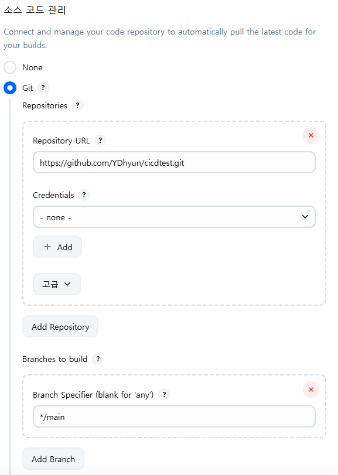 소스 코드 관리
Connect and manage your code repository to automatically pull the latest code for
your builds.
None
Git ?
Repositories ?
Repository URL ?
https://github.com/YDhyun/cicdtest.git
Credentials ?
- none -
+ Add
고급
Add Repository
Branches to build ?
Branch Specifier (blank for 'any') ?
*/main
Add Branch